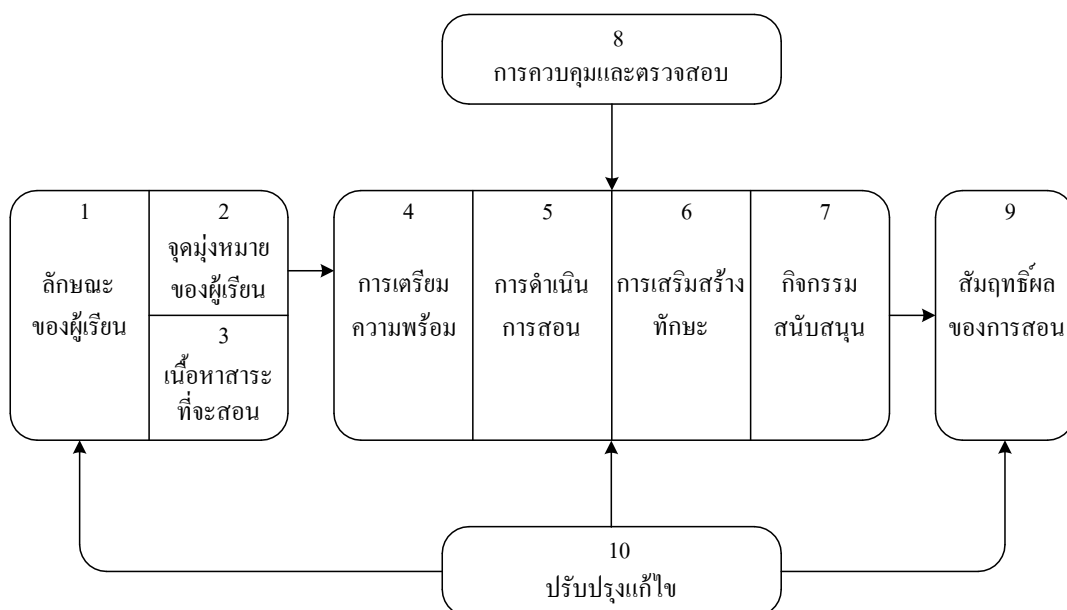 8
การควบคุมและตรวจสอบ
1
ลักษณะ
ของผู้เรียน
2
จุดมุ่งหมาย
ของผู้เรียน
3
เนื้อหาสาระ
ที่จะสอน
4
การเตรียม
ความพร้อม
5
การดำเนิน
การสอน
6
การเสริมสร้าง
ทักษะ
7
กิจกรรม
สนับสนุน
9
สัมฤทธิ์ผล
ของการสอน
10
ปรับปรุงแก้ไข